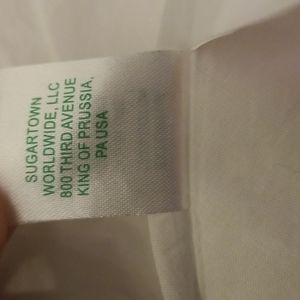 SUGARTOWN
WORLDWIDE, LLC
800 THIRD AVENUE
KING OF PRUSSIA,
PA USA